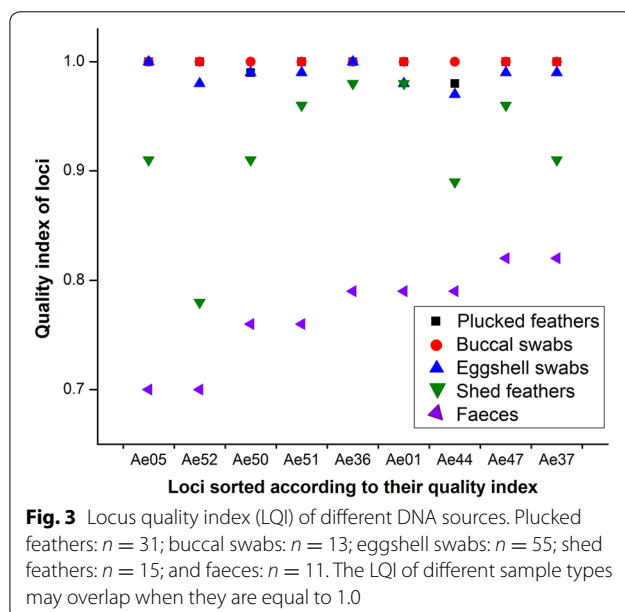 1.0
0.9
0.8
0.7
Quality index of loci
Plucked feathers
Buccal swabs
Eggshell swabs
Shed feathers
Faeces
Ae05 Ae52 Ae50 Ae51 Ae36 Ae01 Ae44 Ae47 Ae37
Loci sorted according to their quality index
Fig. 3 Locus quality index (LQI) of different DNA sources. Plucked
feathers: n = 31; buccal swabs: n = 13; eggshell swabs: n = 55; shed
feathers: n = 15; and faeces: n = 11. The LQI of different sample types
may overlap when they are equal to 1.0